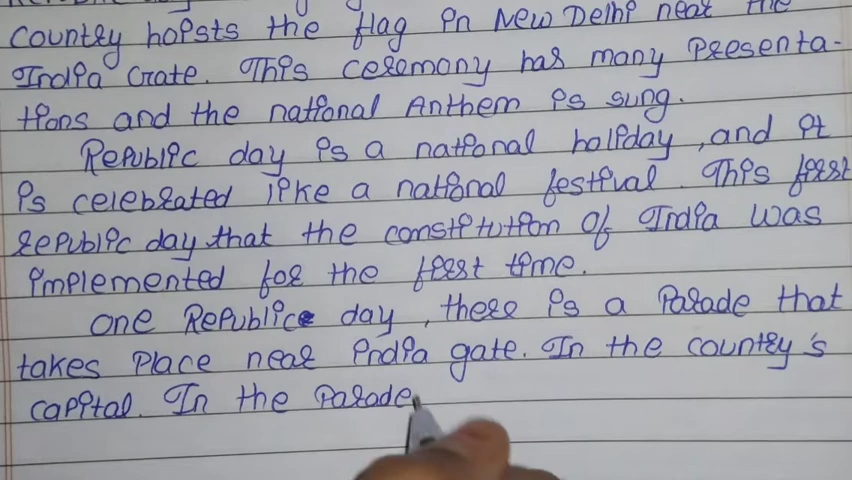 country hoists the flag in New Delhi near the
India Gate. This ceremony has many presenta-
tions and the national Anthem is sung.
Republic day is a national holiday, and it
is celebrated like a national festival. This first
republic day that the constitution of India was
implemented for the first time.
One Republic day, there is a Parade that
takes place near india gate. In the country's
capital. In the Parade